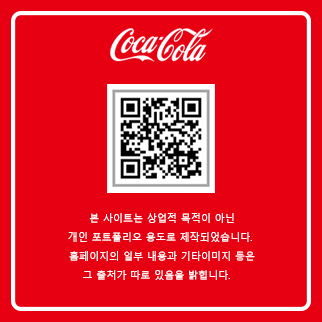 Coca-Cola
본 사이트는 상업적 목적이 아닌
개인 포트폴리오 용도로 제작되었습니다.
홈페이지의 일부 내용과 기타이미지 등은
그 출처가 따로 있음을 밝힙니다.